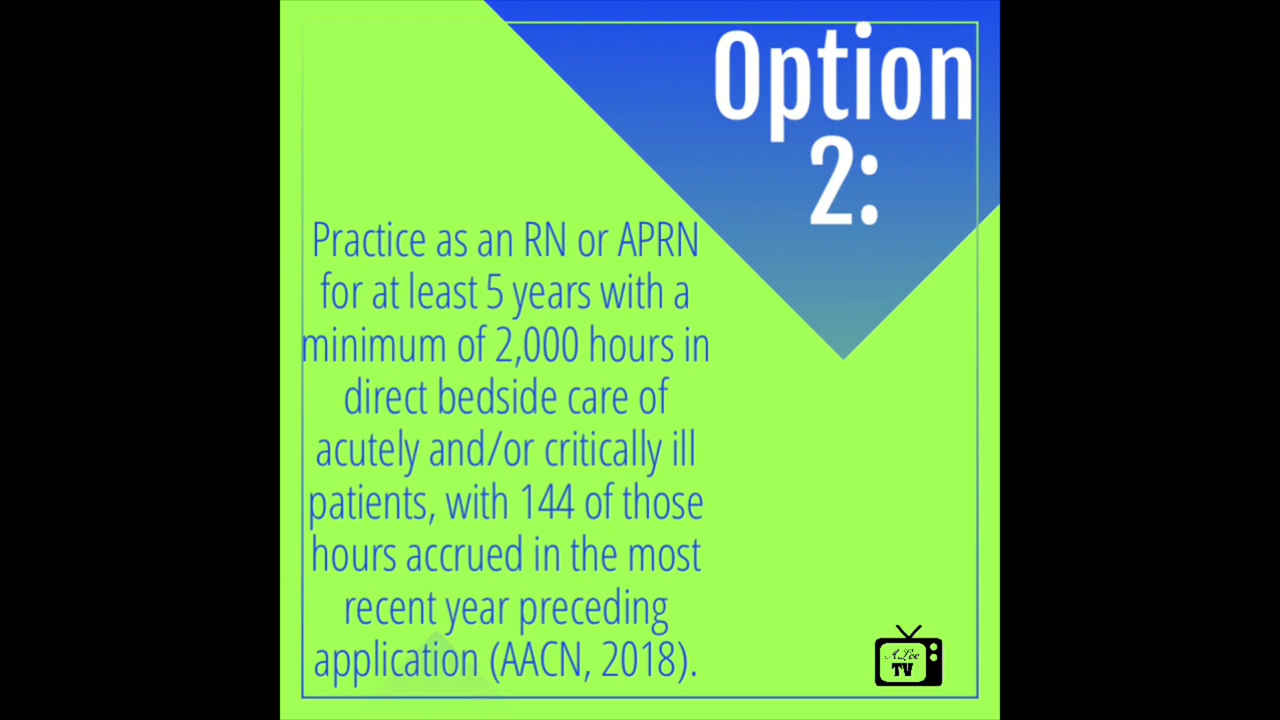 Option
2:
Practice as an RN or APRN
for at least 5 years with a
minimum of 2,000 hours in
direct bedside care of
acutely and/or critically ill
patients, with 144 of those
hours accrued in the most
recent year preceding
application (AACN, 2018).
A.Lee
TV